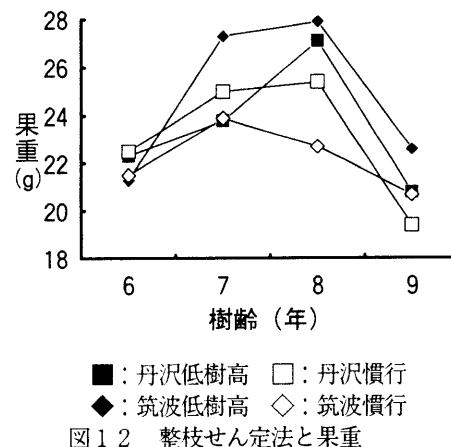 28
26
24
22
20
18
果重
(g)
6 7 8 9
樹齢（年）
■：丹沢低樹高 □：丹沢慣行
◆：筑波低樹高 ◇：筑波慣行
図１２ 整枝せん定法と果重